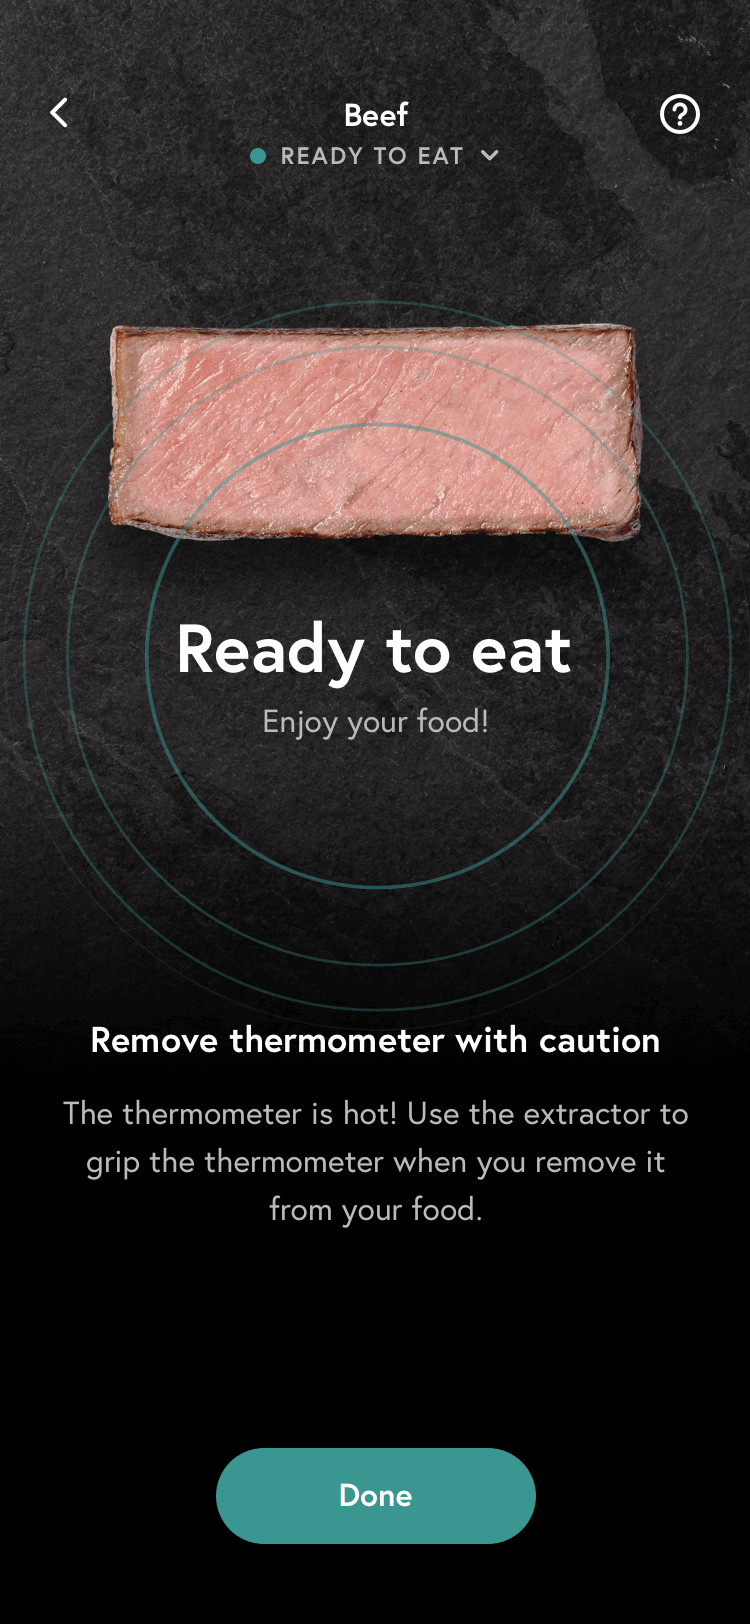 Beef
READY TO EAT
Ready to eat
Enjoy your food!
Remove thermometer with caution
The thermometer is hot! Use the extractor to
grip the thermometer when you remove it
from your food.
Done